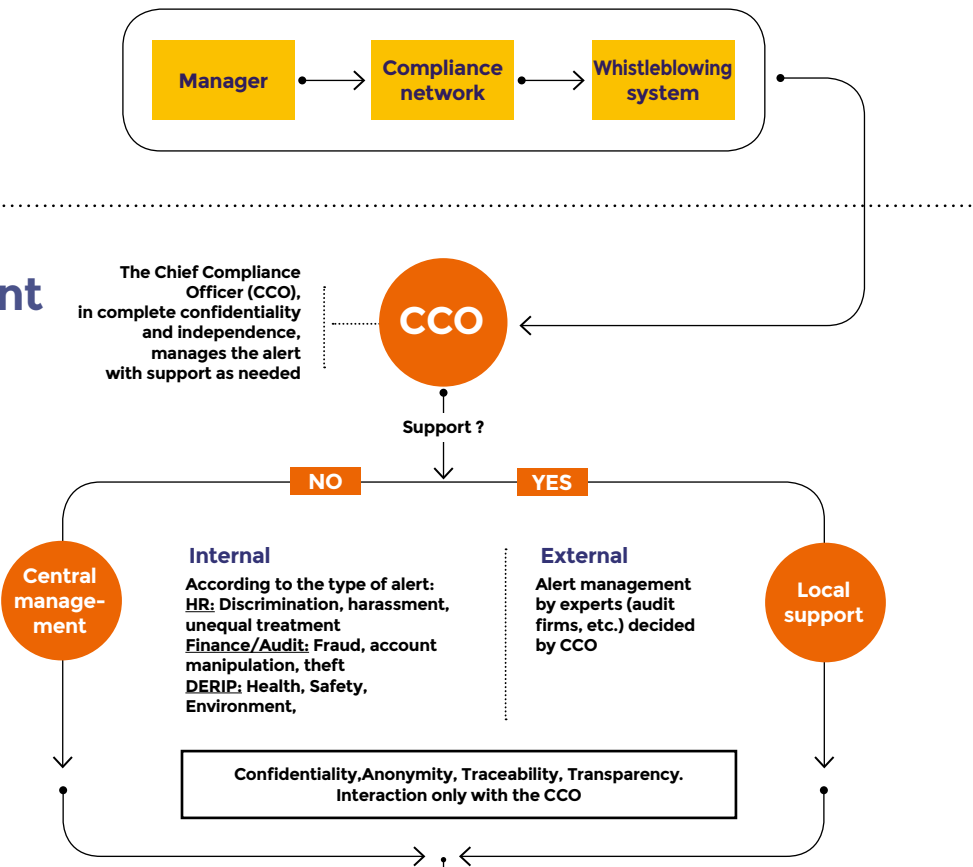 Manager
Compliance
network
Whistleblowing
system
nt
The Chief Compliance
Officer (CCO),
in complete confidentiality
and independence,
manages the alert
with support as needed
CCO
Support ?
NO
YES
Central
manage-
ment
Internal
According to the type of alert:
HR: Discrimination, harassment,
unequal treatment
Finance/Audit: Fraud, account
manipulation, theft
DERIP: Health, Safety,
Environment,
External
Alert management
by experts (audit
firms, etc.) decided
by CCO
Local
support
Confidentiality,Anonymity, Traceability, Transparency.
Interaction only with the CCO